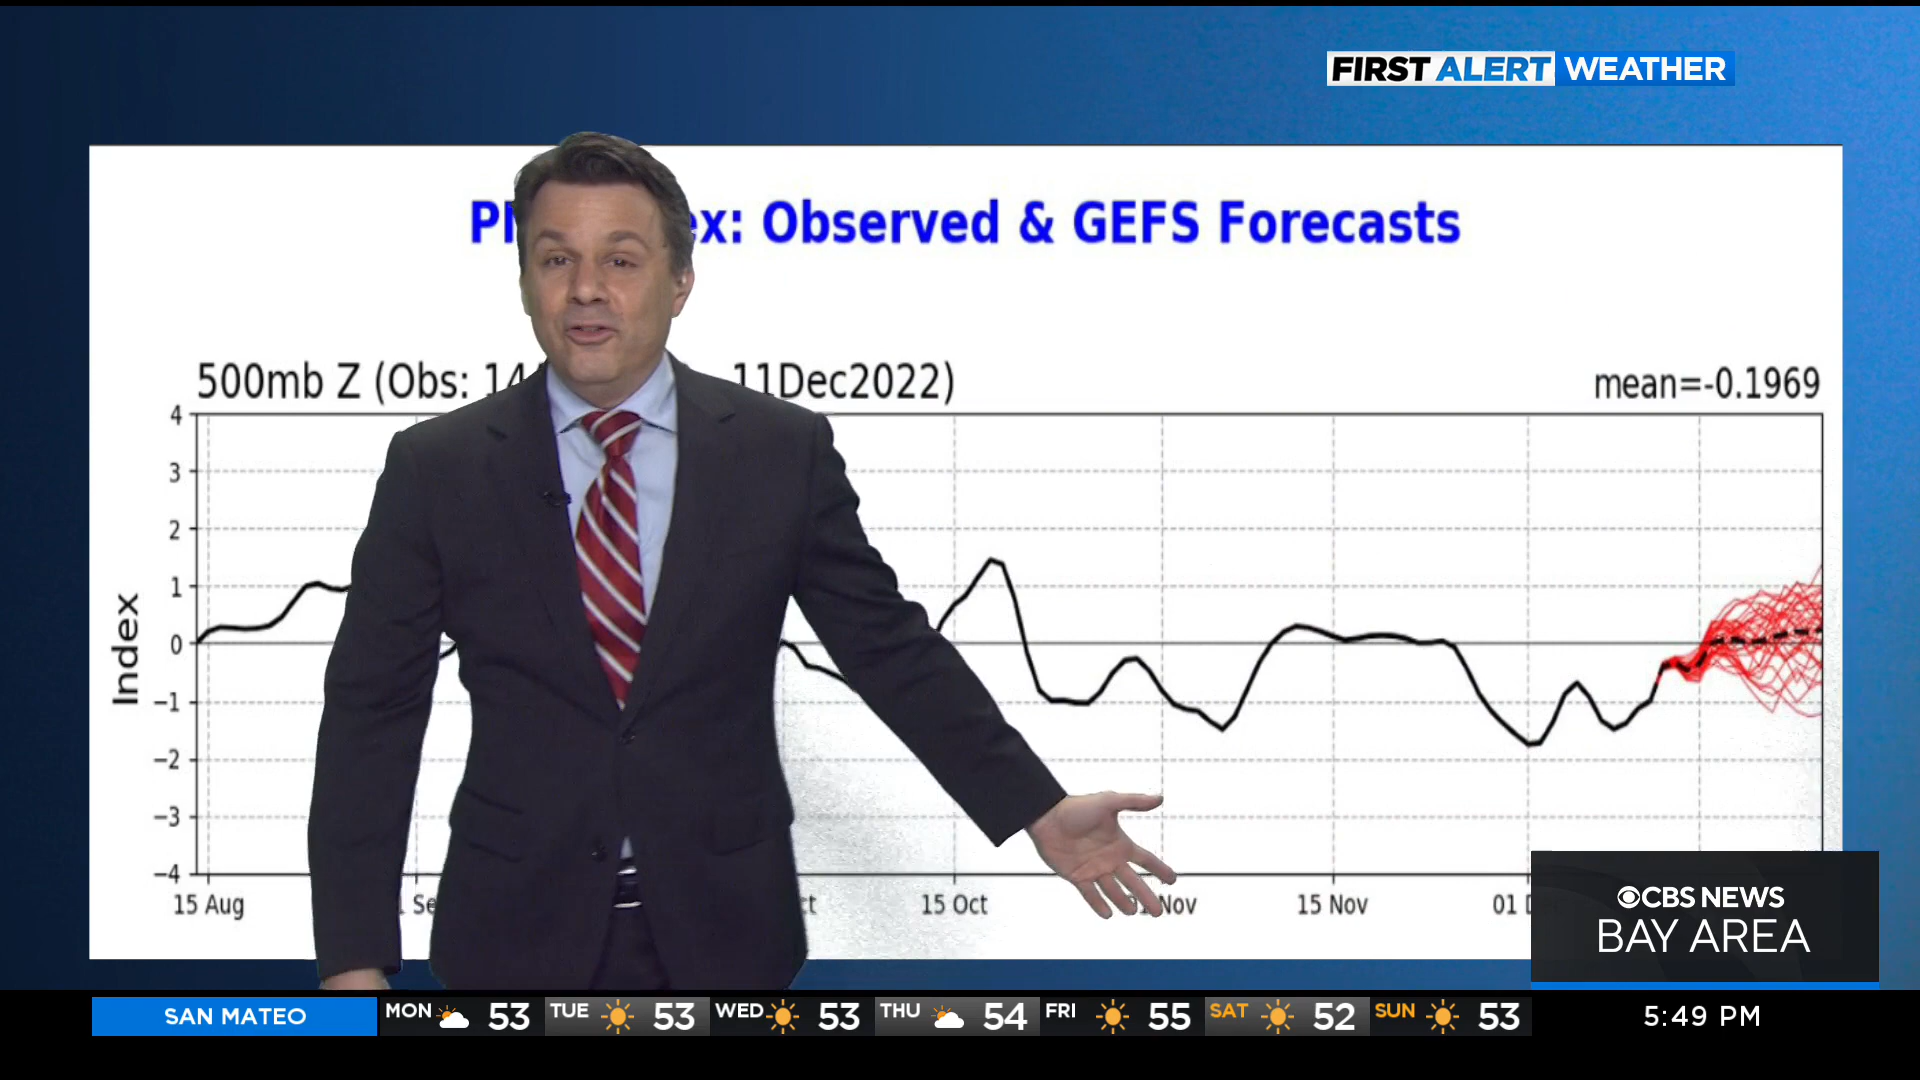 FIRST ALERT WEATHER
ex: Observed & GEFS Forecasts
500mb Z (Obs: 14 11Dec2022)
mean=-0.1969
4
3
2
1
0
−1
−2
−3
−4
Index
15 Aug
15 Oct
Nov
15 Nov
01
CBS NEWS
BAY AREA
SAN MATEO
MON 53 TUE 53 WED 53 THU 54 FRI 55 SAT 52 SUN 53
5:49 PM